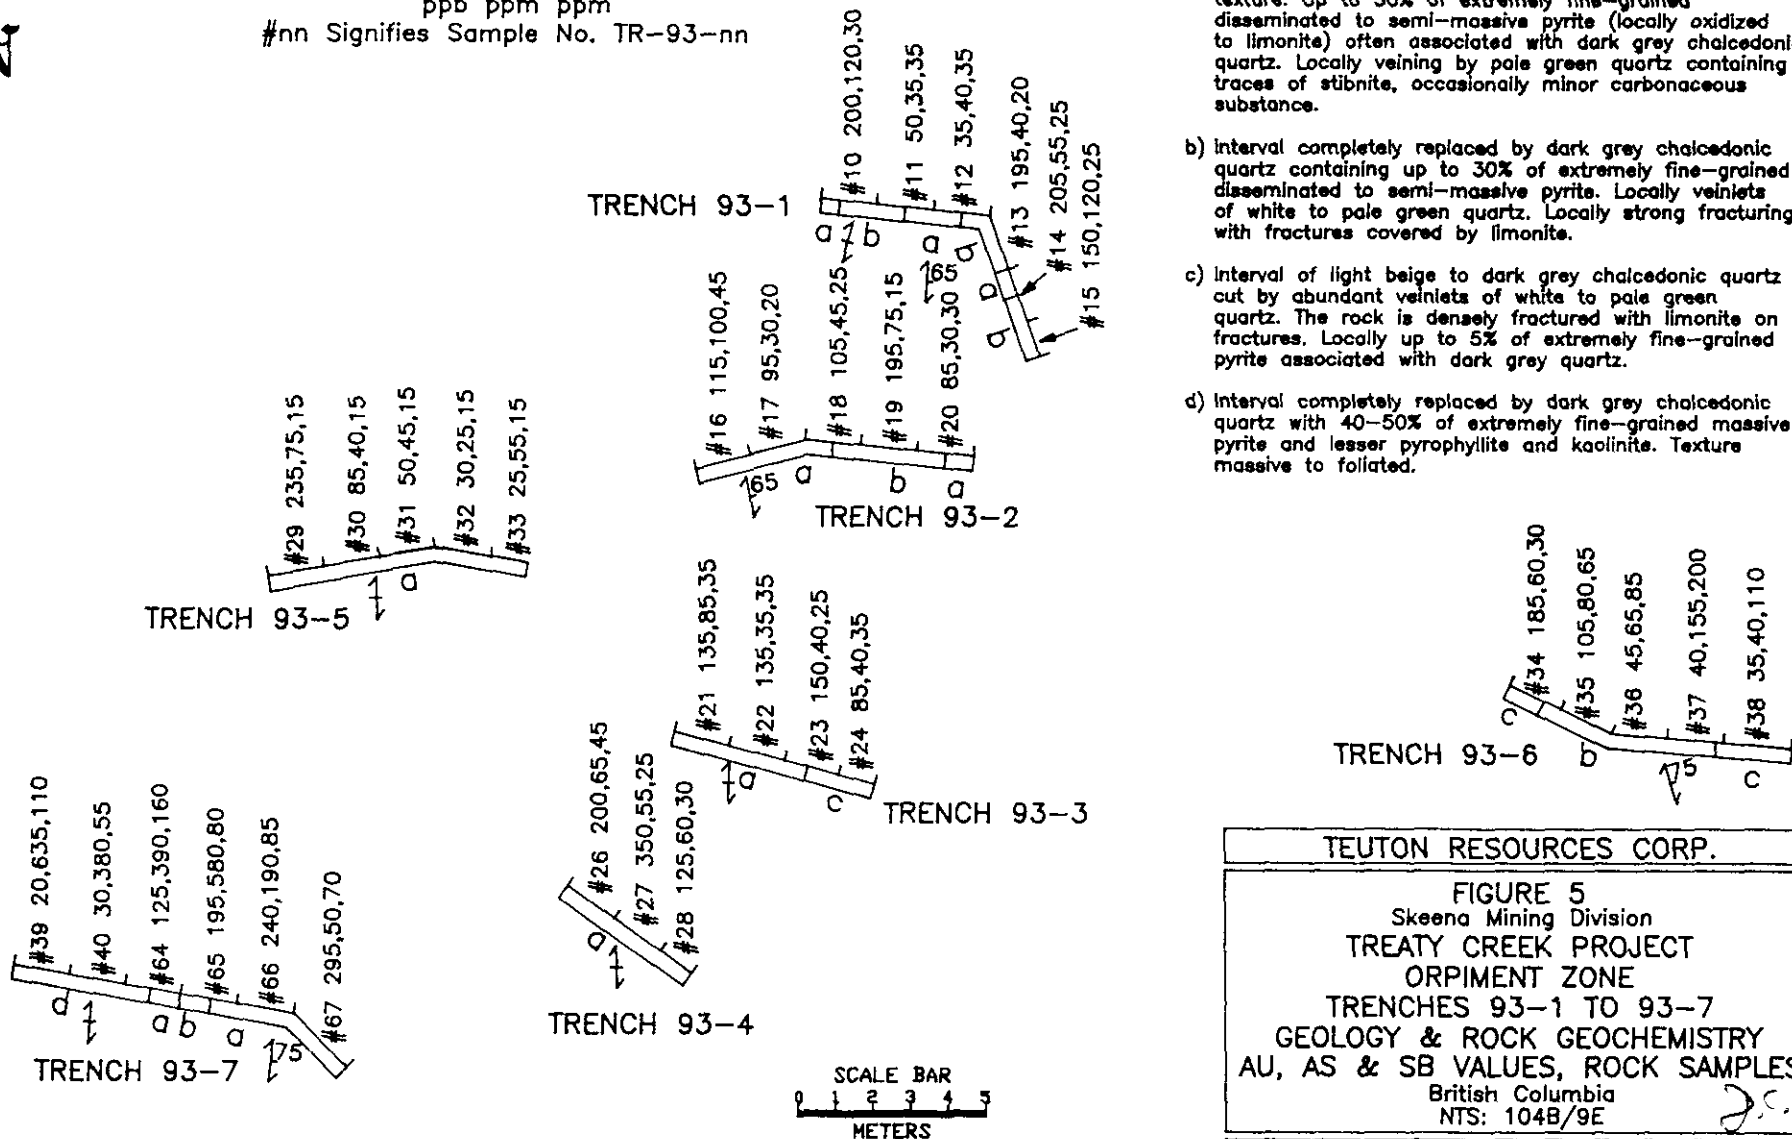 ppb ppm ppm
#nn Signifies Sample No. TR-93-nn
texture. Up to 30% of extremely fine-grained
disseminated to semi-massive pyrite (locally oxidized
to limonite) often associated with dark grey chalcedoni
quartz. Locally veining by pale green quartz containing
traces of stibnite, occasionally minor carbonaceous
substance.
b) Interval completely replaced by dark grey chalcedonic
quartz containing up to 30% of extremely fine-grained
disseminated to semi-massive pyrite. Locally veinlets
of white to pale green quartz. Locally strong fracturing
with fractures covered by limonite.
c) Interval of light beige to dark grey chalcedonic quartz
cut by abundant veinlets of white to pale green
quartz. The rock is densely fractured with limonite on
fractures. Locally up to 5% of extremely fine-grained
pyrite associated with dark grey quartz.
d) Interval completely replaced by dark grey chalcedonic
quartz with 40-50% of extremely fine-grained massive
pyrite and lesser pyrophyllite and kaolinite. Texture
massive to foliated.
TRENCH 93-1
#10 200,120,30
#11 50,35,35
#12 35,40,35
#13 195,40,20
#14 205,55,25
#15 150,120,25
a
b
a
65
d
a
d
#16 115,100,45
#17 95,30,20
#18 105,45,25
#19 195,75,15
#20 85,30,30
65
a
b
a
TRENCH 93-2
#29 235,75,15
#30 85,40,15
#31 50,45,15
#32 30,25,15
#33 25,55,15
a
TRENCH 93-5
#21 135,85,35
#22 135,35,35
#23 150,40,25
#24 85,40,35
a
c
TRENCH 93-3
#34 185,60,30
#35 105,80,65
#36 45,65,85
#37 40,155,200
#38 35,40,110
c
b
75
c
TRENCH 93-6
#26 200,65,45
#27 350,55,25
#28 125,60,30
a
TRENCH 93-4
#39 20,635,110
#40 30,380,55
#64 125,390,160
#65 195,580,80
#66 240,190,85
#67 295,50,70
d
a
b
a
75
TRENCH 93-7
SCALE BAR
0 1 2 3 4 5
METERS
TEUTON RESOURCES CORP.
FIGURE 5
Skeena Mining Division
TREATY CREEK PROJECT
ORPIMENT ZONE
TRENCHES 93-1 TO 93-7
GEOLOGY & ROCK GEOCHEMISTRY
AU, AS & SB VALUES, ROCK SAMPLES
British Columbia
NTS: 104B/9E